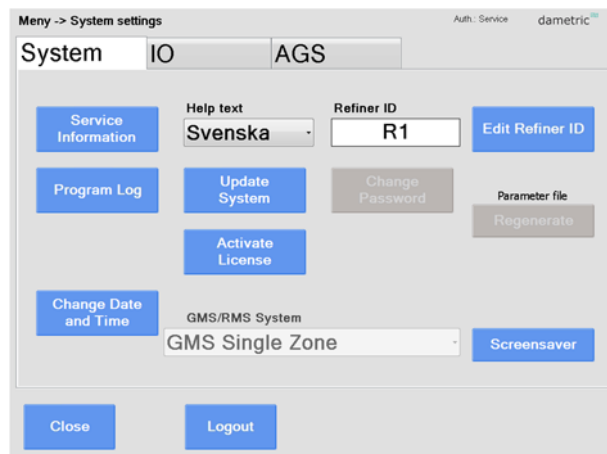 Meny -> System settings
Auth.: Service
dametric
System
IO
AGS
Service
Information
Help text
Svenska
Refiner ID
R1
Edit Refiner ID
Program Log
Update
System
Change
Password
Parameter file
Regenerate
Activate
License
Change Date
and Time
GMS/RMS System
GMS Single Zone
Screensaver
Close
Logout